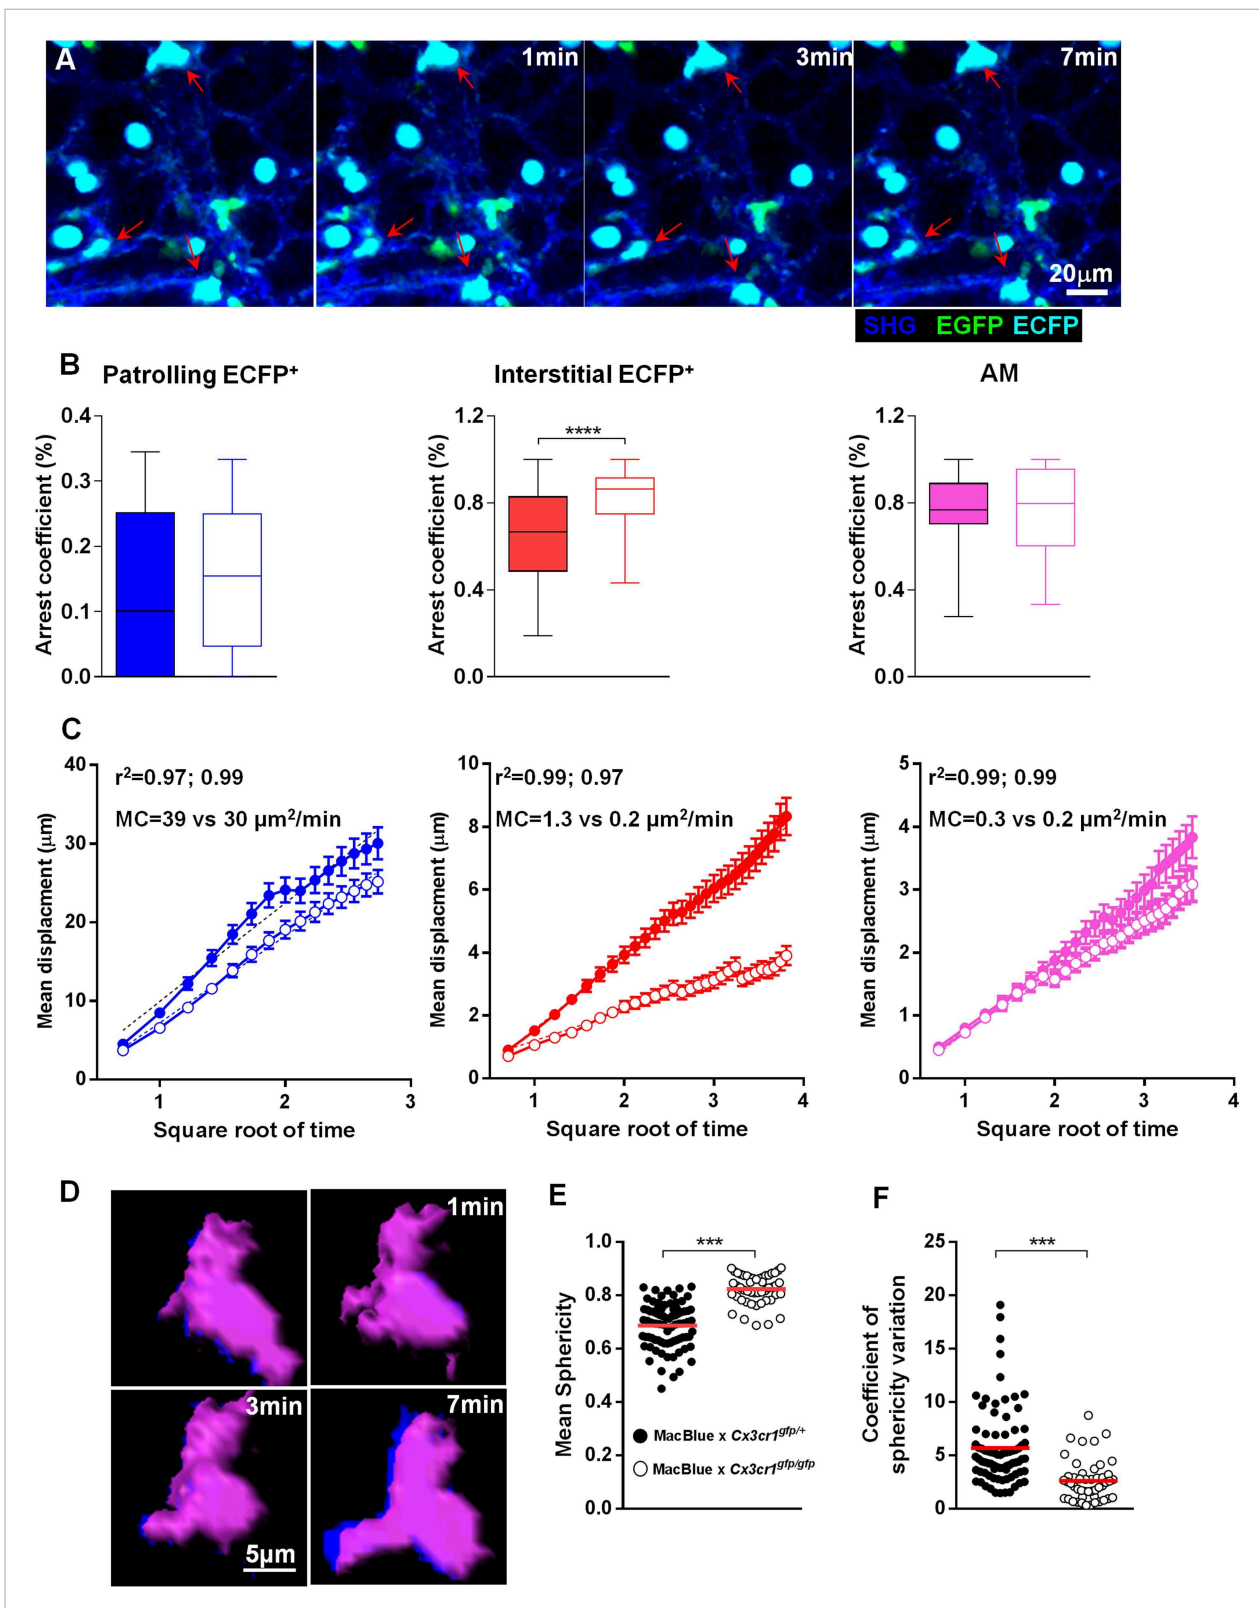 A
1min
3min
7min
20μm
SHG EGFP ECFP
B
Patrolling ECFP⁺
Interstitial ECFP⁺
AM
Arrest coefficient (%)
0.4
0.3
0.2
0.1
0.0
Arrest coefficient (%)
1.2
0.8
0.4
0.0
****
Arrest coefficient (%)
1.2
0.8
0.4
0.0
C
r²=0.97; 0.99
MC=39 vs 30 μm²/min
Mean displacment (μm)
40
30
20
10
0
1 2 3
Square root of time
r²=0.99; 0.97
MC=1.3 vs 0.2 μm²/min
Mean displacment (μm)
10
8
6
4
2
0
1 2 3 4
Square root of time
r²=0.99; 0.99
MC=0.3 vs 0.2 μm²/min
Mean displacment (μm)
5
4
3
2
1
0
1 2 3 4
Square root of time
D
1min
3min
7min
5μm
E
Mean Sphericity
1.0
0.8
0.6
0.4
0.2
0.0
***
MacBlue x Cx3cr1^gfp/+
MacBlue x Cx3cr1^gfp/gfp
F
Coefficient of
sphericity variation
25
20
15
10
5
0
***